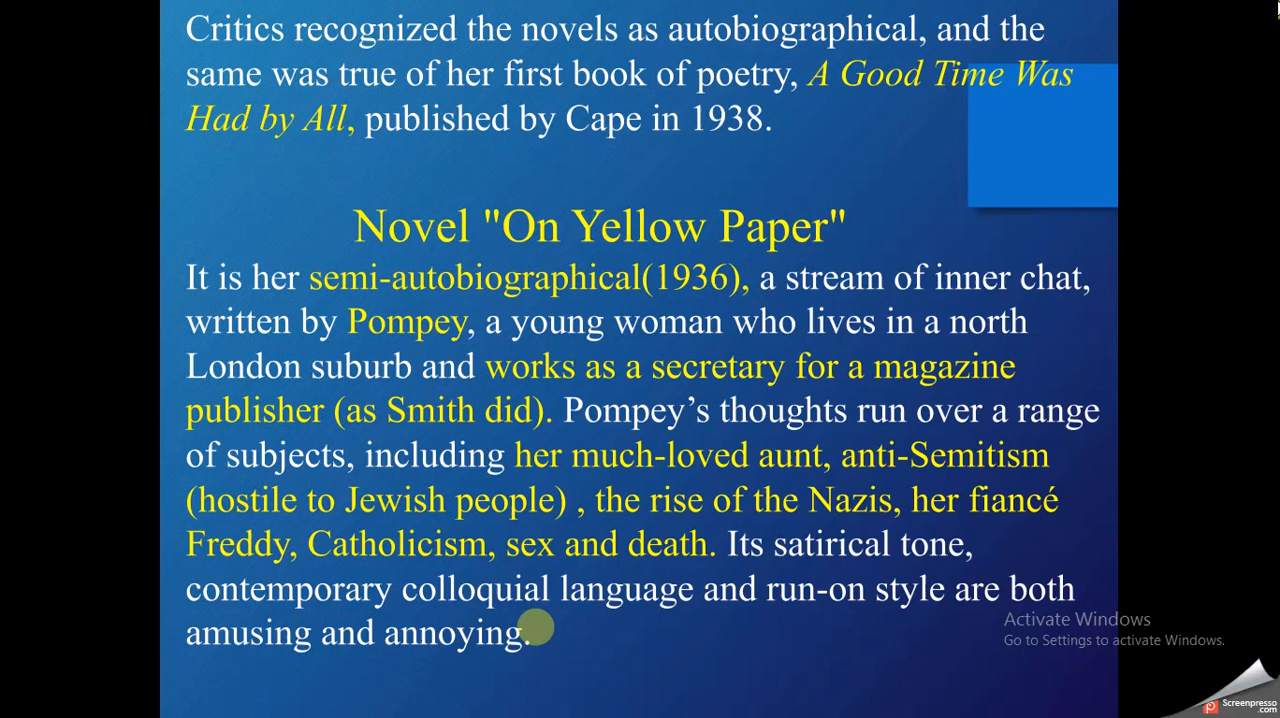 Critics recognized the novels as autobiographical, and the
same was true of her first book of poetry, A Good Time Was
Had by All, published by Cape in 1938.
Novel "On Yellow Paper"
It is her semi-autobiographical(1936), a stream of inner chat,
written by Pompey, a young woman who lives in a north
London suburb and works as a secretary for a magazine
publisher (as Smith did). Pompey’s thoughts run over a range
of subjects, including her much-loved aunt, anti-Semitism
(hostile to Jewish people) , the rise of the Nazis, her fiancé
Freddy, Catholicism, sex and death. Its satirical tone,
contemporary colloquial language and run-on style are both
amusing and annoying.
Activate Windows
Go to Settings to activate Windows.
Screenpresso
.com